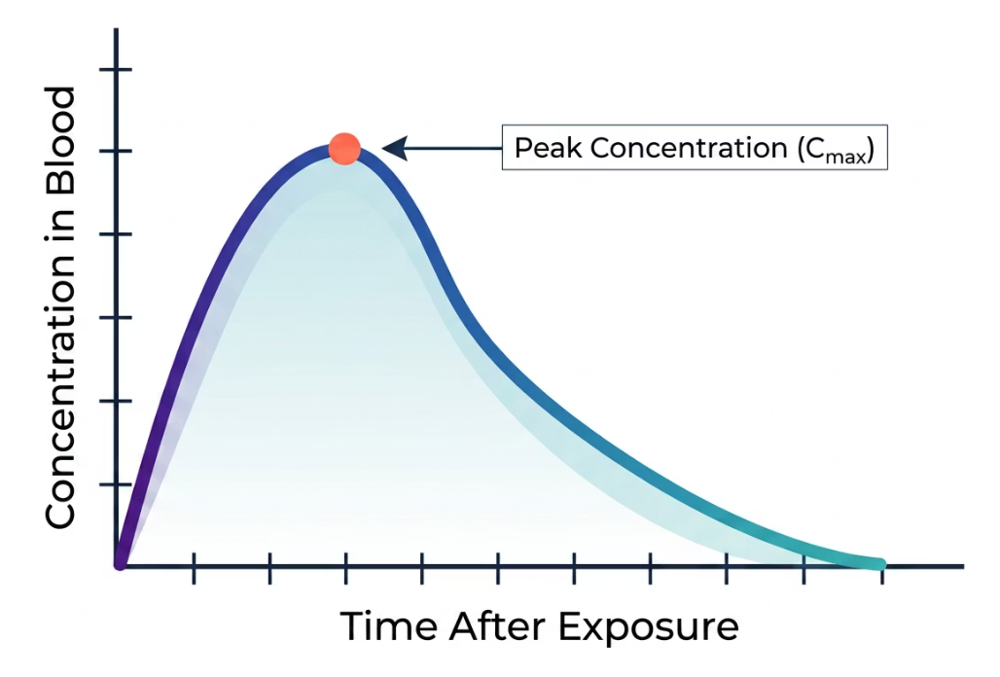 Concentration in Blood
Peak Concentration (Cmax)
Time After Exposure